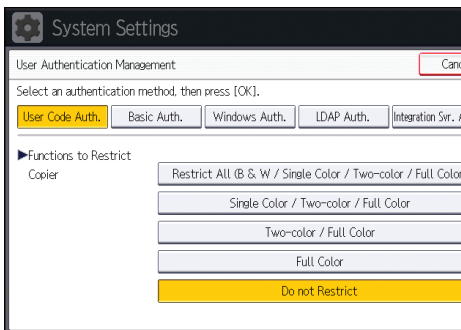 System Settings
User Authentication Management
Canc
Select an authentication method, then press [OK].
User Code Auth. Basic Auth. Windows Auth. LDAP Auth. Integration Svr. A
▶Functions to Restrict
Copier Restrict All (B & W / Single Color / Two-color / Full Color
Single Color / Two-color / Full Color
Two-color / Full Color
Full Color
Do not Restrict